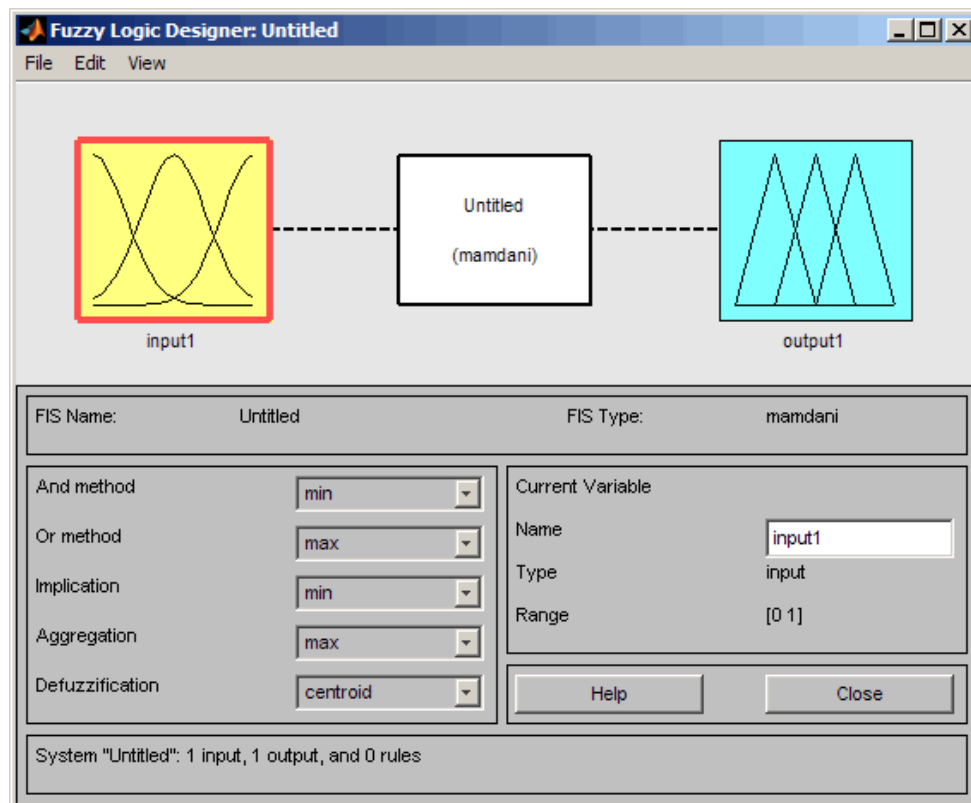 Fuzzy Logic Designer: Untitled
File Edit View
Untitled
(mamdani)
input1
output1
FIS Name: Untitled FIS Type: mamdani
And method min
Or method max
Implication min
Aggregation max
Defuzzification centroid
Current Variable
Name input1
Type input
Range [0 1]
Help Close
System "Untitled": 1 input, 1 output, and 0 rules